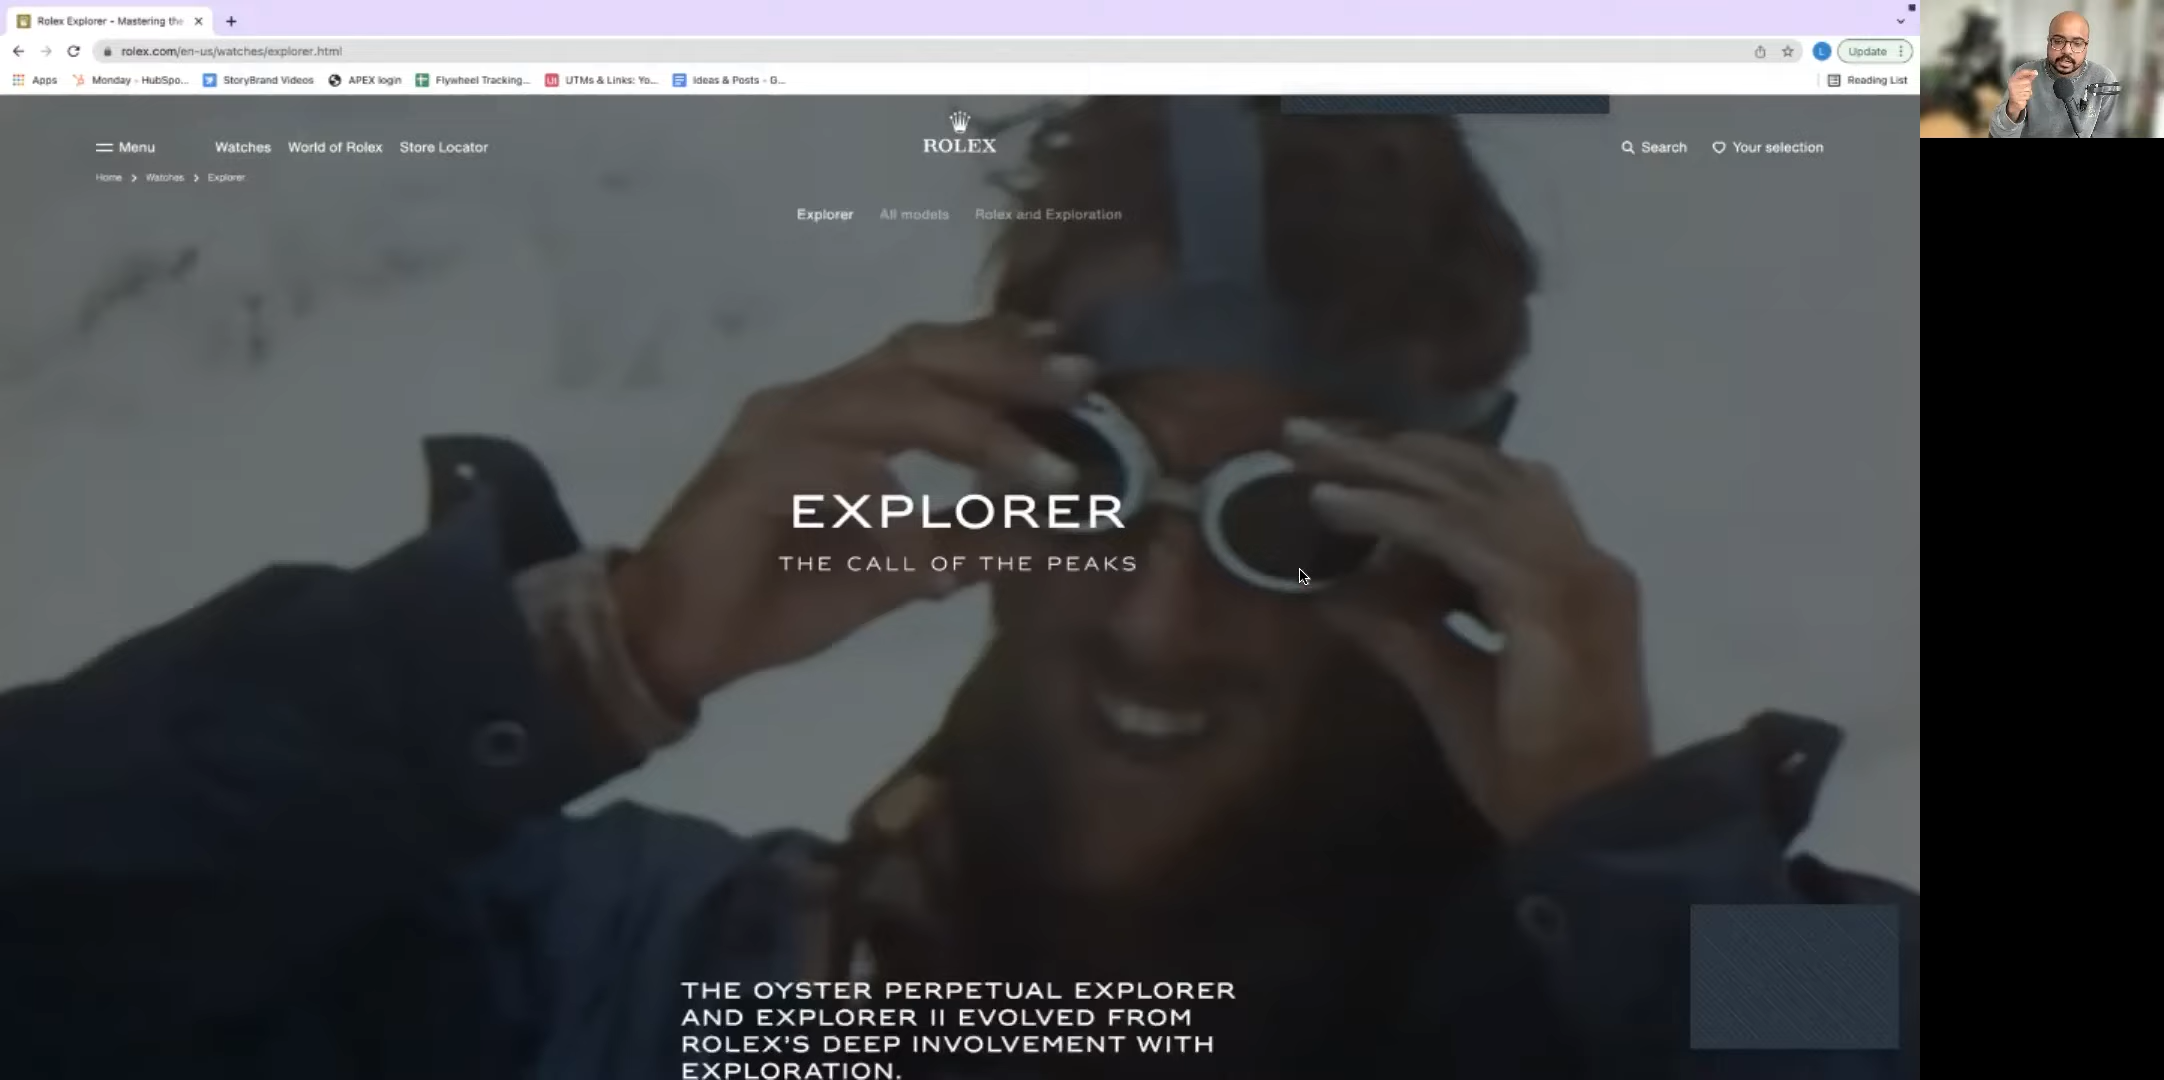 Rolex Explorer - Mastering the
rolex.com/en-us/watches/explorer.html
L
Update
Apps
Monday - HubSpo...
StoryBrand Videos
APEX login
Flywheel Tracking...
UTMs & Links: Yo...
Ideas & Posts - G...
Reading List
Menu
Watches
World of Rolex
Store Locator
ROLEX
Search
Your selection
Home > Watches > Explorer
Explorer
All models
Rolex and Exploration
EXPLORER
THE CALL OF THE PEAKS
THE OYSTER PERPETUAL EXPLORER
AND EXPLORER II EVOLVED FROM
ROLEX'S DEEP INVOLVEMENT WITH
EXPLORATION.